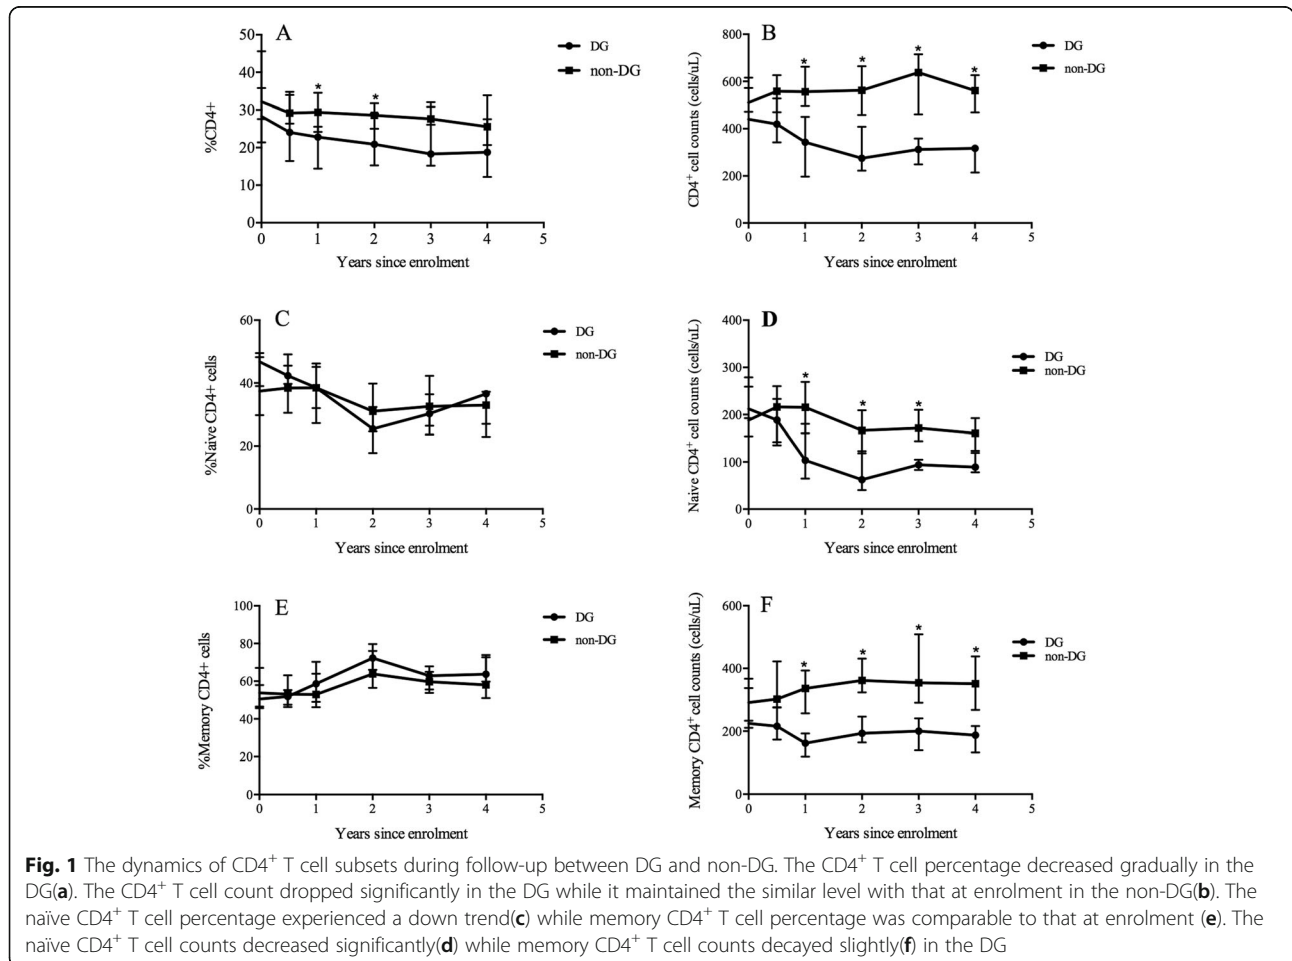 A
DG
non-DG
%CD4+
50
40
30
20
10
0
* *
0 1 2 3 4 5
Years since enrolment
B
DG
non-DG
CD4+ cell counts (cells/uL)
800
600
400
200
0
* * * *
0 1 2 3 4 5
Years since enrolment
C
DG
non-DG
%Naive CD4+ cells
60
40
20
0
0 1 2 3 4 5
Years since enrolment
D
DG
non-DG
Naive CD4+ cell counts (cells/uL)
400
300
200
100
0
* * *
0 1 2 3 4 5
Years since enrolment
E
DG
non-DG
%Memory CD4+ cells
100
80
60
40
20
0
0 1 2 3 4 5
Years since enrolment
F
DG
non-DG
Memory CD4+ cell counts (cells/uL)
600
400
200
0
* * * *
0 1 2 3 4 5
Years since enrolment
Fig. 1 The dynamics of CD4+ T cell subsets during follow-up between DG and non-DG. The CD4+ T cell percentage decreased gradually in the
DG(a). The CD4+ T cell count dropped significantly in the DG while it maintained the similar level with that at enrolment in the non-DG(b). The
naïve CD4+ T cell percentage experienced a down trend(c) while memory CD4+ T cell percentage was comparable to that at enrolment (e). The
naïve CD4+ T cell counts decreased significantly(d) while memory CD4+ T cell counts decayed slightly(f) in the DG